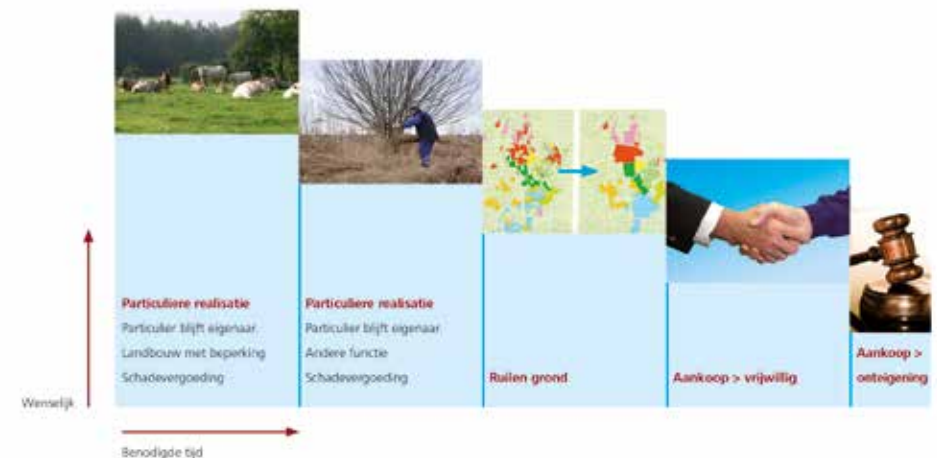 Particuliere realisatie
Particulier blijft eigenaar
Landbouw met beperking
Schadevergoeding
Particuliere realisatie
Particulier blijft eigenaar
Andere functie
Schadevergoeding
Ruilen grond
Aankoop > vrijwillig
Aankoop >
onteigening
Wenselijk
Benodigde tijd